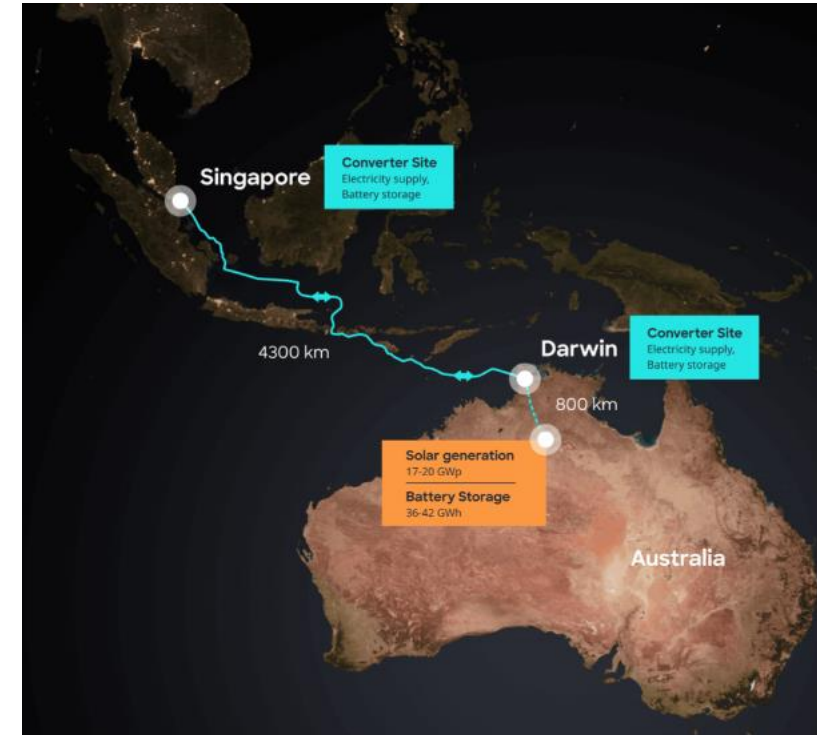 Singapore
Converter Site
Electricity supply,
Battery storage
4300 km
Darwin
Converter Site
Electricity supply,
Battery storage
800 km
Solar generation
17-20 GWp
Battery Storage
36-42 GWh
Australia